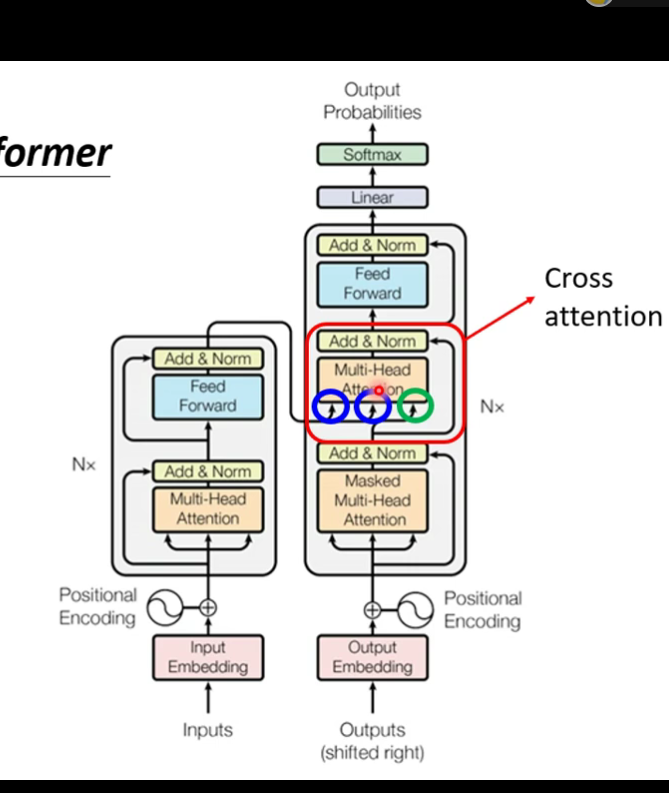 former
Output
Probabilities
Softmax
Linear
Add & Norm
Feed
Forward
Add & Norm
Multi-Head
Attention
Cross
attention
Nx
Add & Norm
Masked
Multi-Head
Attention
Positional
Encoding
Output
Embedding
Outputs
(shifted right)
Add & Norm
Feed
Forward
Nx
Add & Norm
Multi-Head
Attention
Positional
Encoding
Input
Embedding
Inputs